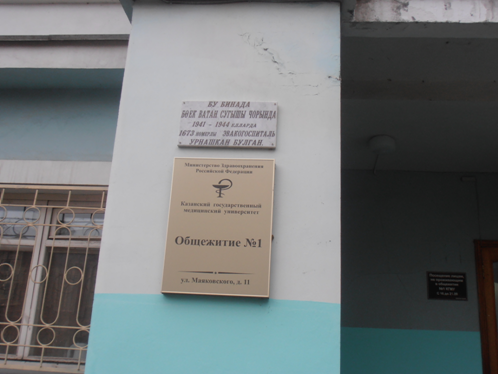 БУ БИНАДА
БӨЕК ВАТАН СУГЫШЫ ЧОРЫНДА
1941 - 1944 елларда
1673 номерлы ЭВАКОГОСПИТАЛЬ
УРНАШКАН БУЛГАН.
Министерство Здравоохранения
Российской Федерации
Казанский государственный
медицинский университет
Общежитие №1
ул. Маяковского, д. 11